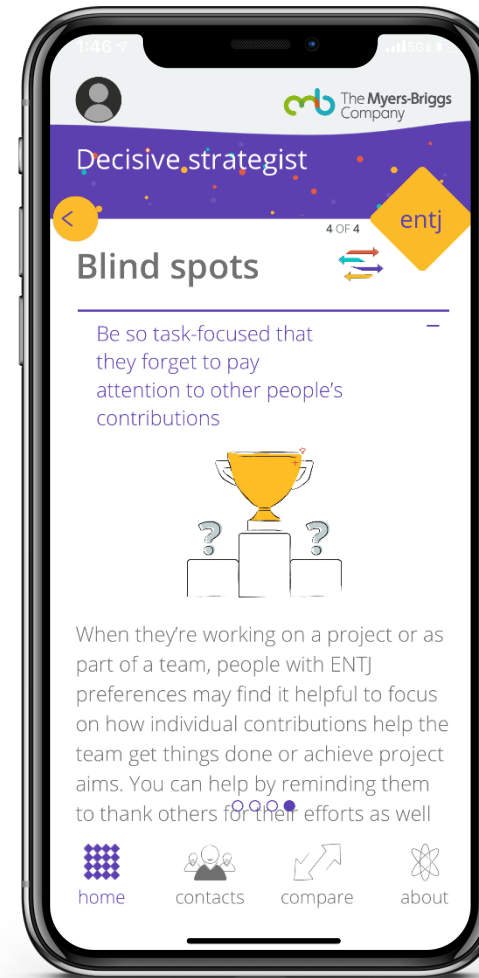 1:46
5GE
The Myers-Briggs
Company
Decisive strategist
<
entj
4 OF 4
Blind spots
Be so task-focused that
they forget to pay
attention to other people's
contributions
–
? ?
When they're working on a project or as
part of a team, people with ENTJ
preferences may find it helpful to focus
on how individual contributions help the
team get things done or achieve project
aims. You can help by reminding them
to thank others for their efforts as well
home contacts compare about